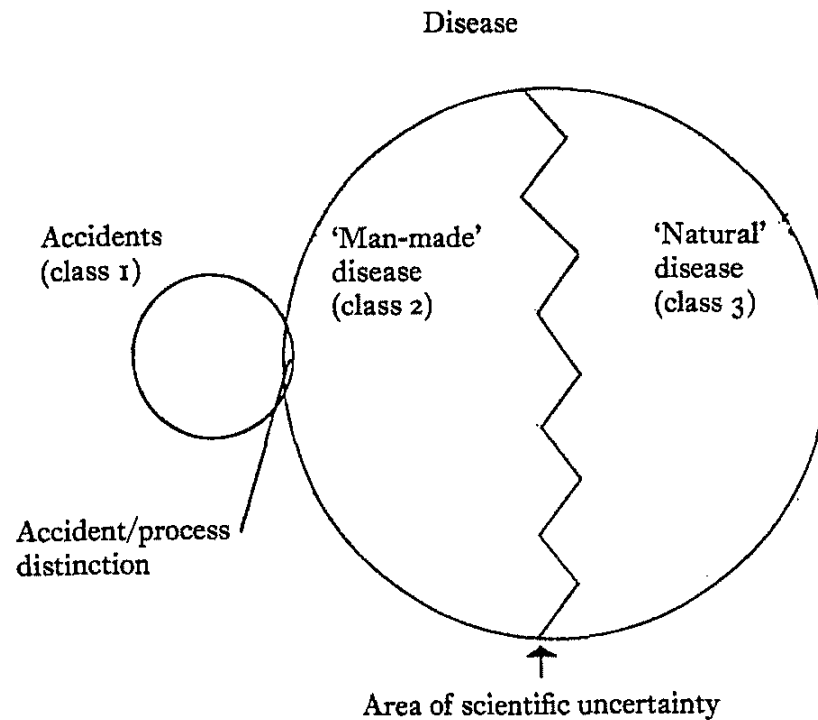 Disease
Accidents
(class 1)
‘Man-made’
disease
(class 2)
‘Natural’
disease
(class 3)
Accident/process
distinction
Area of scientific uncertainty